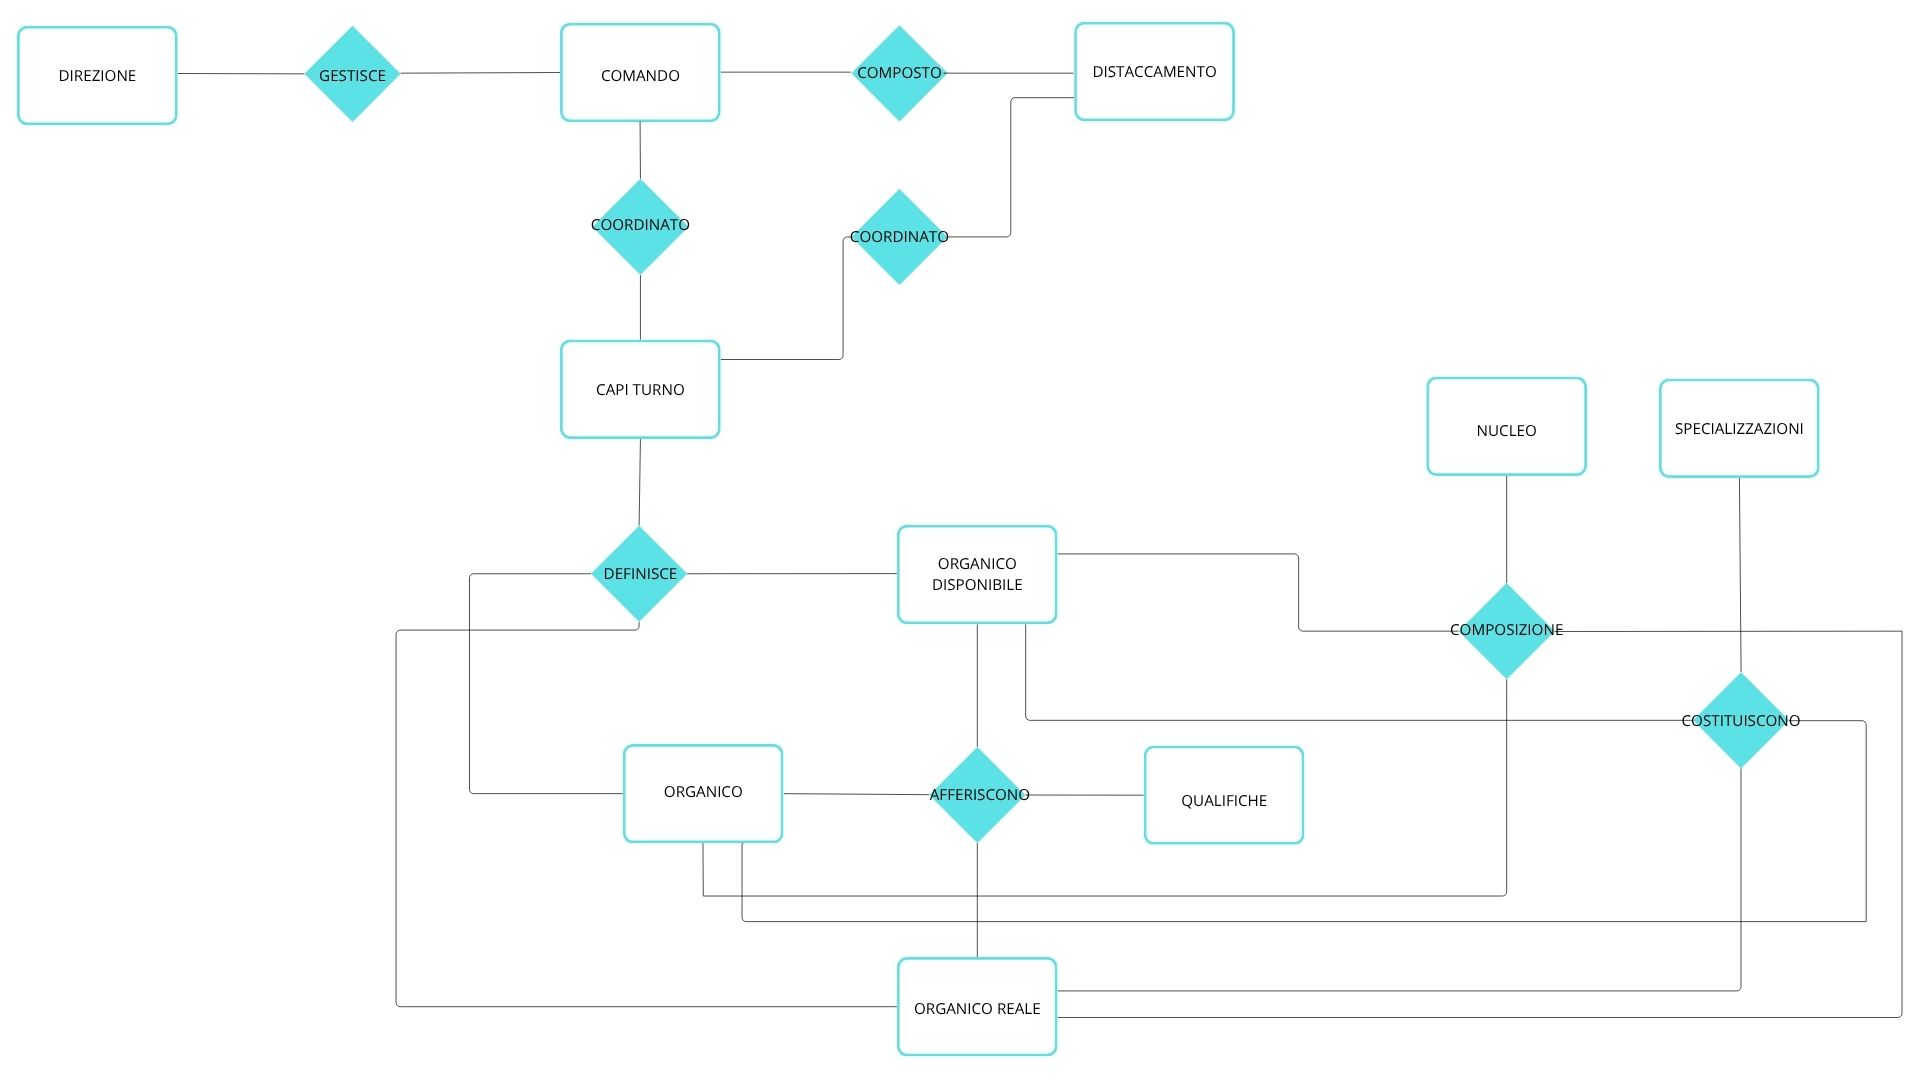 DIREZIONE
GESTISCE
COMANDO
COMPOSTO
DISTACCAMENTO
COORDINATO
COORDINATO
CAPI TURNO
NUCLEO
SPECIALIZZAZIONI
DEFINISCE
ORGANICO
DISPONIBILE
COMPOSIZIONE
COSTITUISCONO
ORGANICO
AFFERISCONO
QUALIFICHE
ORGANICO REALE